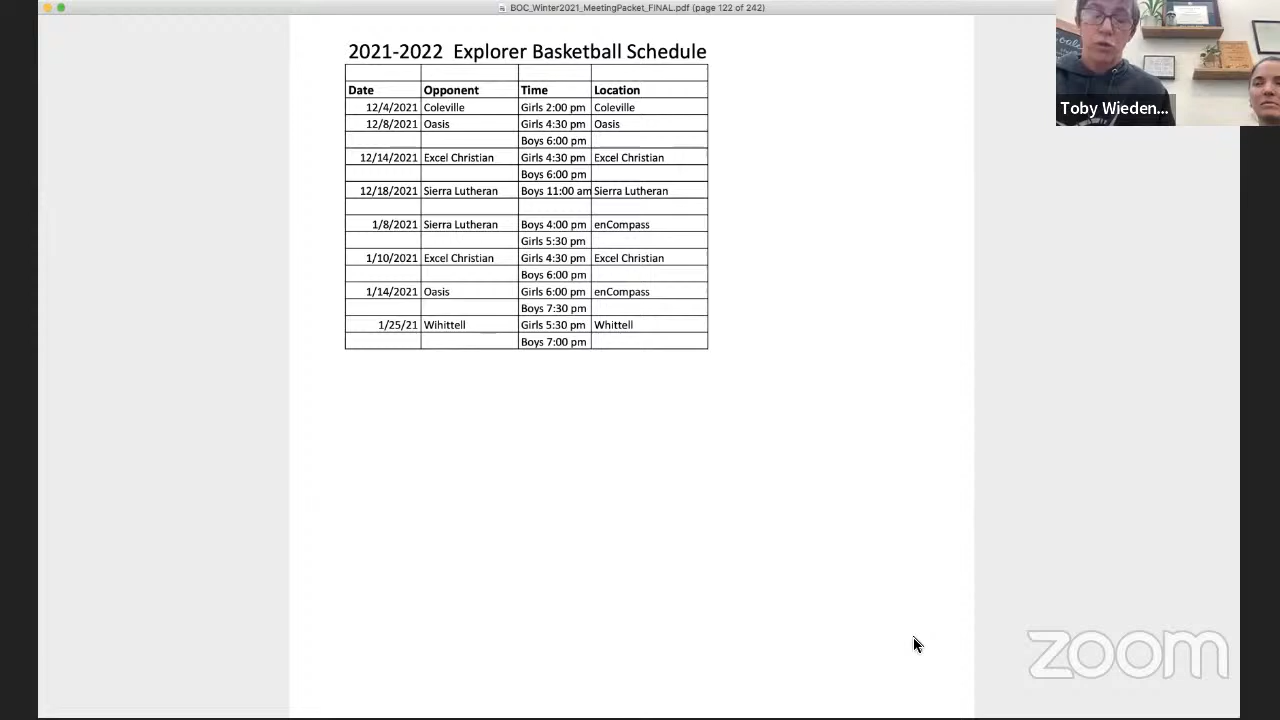 BOC_Winter2021_MeetingPacket_FINAL.pdf (page 122 of 242)
2021-2022 Explorer Basketball Schedule
Date Opponent Time Location
12/4/2021 Coleville Girls 2:00 pm Coleville
12/8/2021 Oasis Girls 4:30 pm Oasis
Boys 6:00 pm
12/14/2021 Excel Christian Girls 4:30 pm Excel Christian
Boys 6:00 pm
12/18/2021 Sierra Lutheran Boys 11:00 am Sierra Lutheran
1/8/2021 Sierra Lutheran Boys 4:00 pm enCompass
Girls 5:30 pm
1/10/2021 Excel Christian Girls 4:30 pm Excel Christian
Boys 6:00 pm
1/14/2021 Oasis Girls 6:00 pm enCompass
Boys 7:30 pm
1/25/21 Wihittell Girls 5:30 pm Whittell
Boys 7:00 pm
Toby Wieden...
zoom